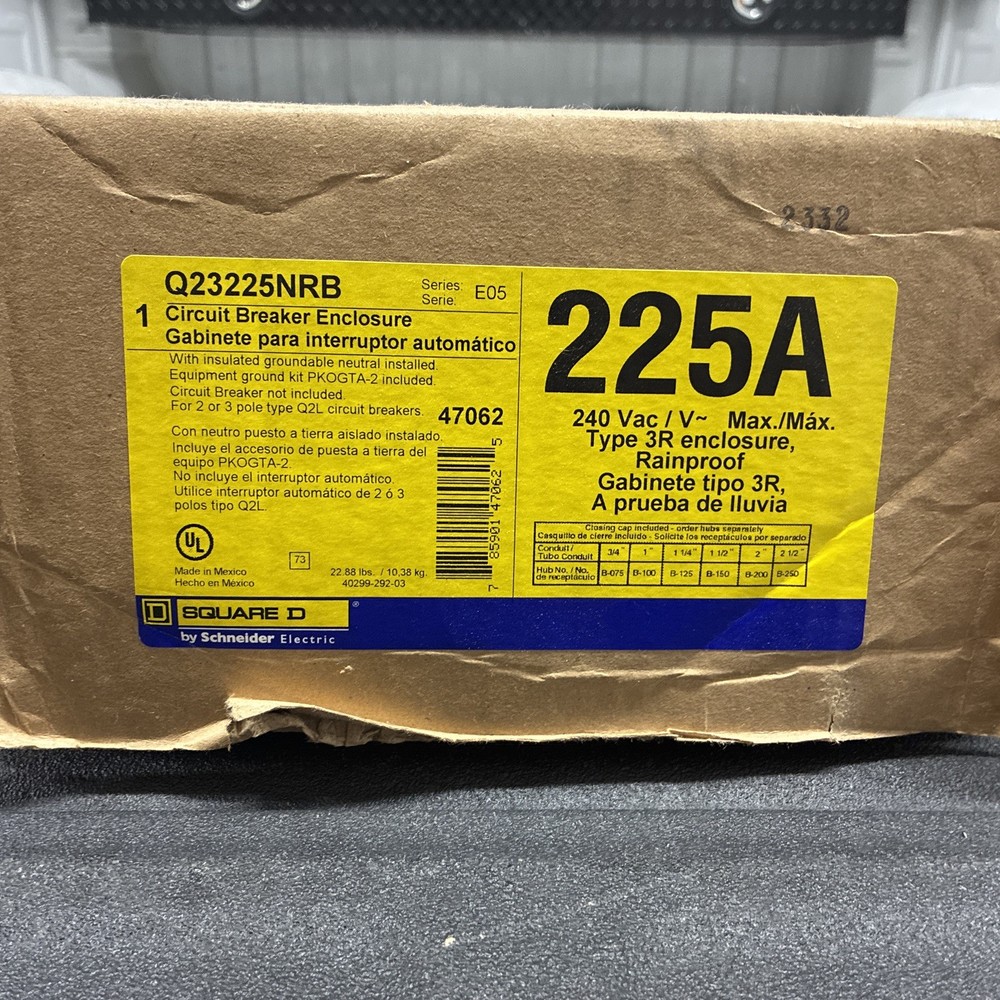 2332
Q23225NRB
Series:
Serie: E05
1 Circuit Breaker Enclosure
Gabinete para interruptor automático
With insulated groundable neutral installed.
Equipment ground kit PKOGTA-2 included.
Circuit Breaker not included.
For 2 or 3 pole type Q2L circuit breakers.
47062
Con neutro puesto a tierra aislado instalado.
Incluye el accesorio de puesta a tierra del
equipo PKOGTA-2.
No incluye el interruptor automático.
Utilice interruptor automático de 2 ó 3
polos tipo Q2L.
7 85901 47062 5
UL
Made in Mexico
Hecho en México
73
22.88 lbs. / 10,38 kg.
40299-292-03
225A
240 Vac / V~ Max./Máx.
Type 3R enclosure,
Rainproof
Gabinete tipo 3R,
A prueba de lluvia
Closing cap included - order hubs separately
Casquillo de cierre incluido - Solicite los receptáculos por separado
Conduit / Tubo Conduit 3/4" 1" 1 1/4" 1 1/2" 2" 2 1/2"
Hub No. / No. de receptáculo B-075 B-100 B-125 B-150 B-200 B-250
D SQUARE D ®
by Schneider Electric